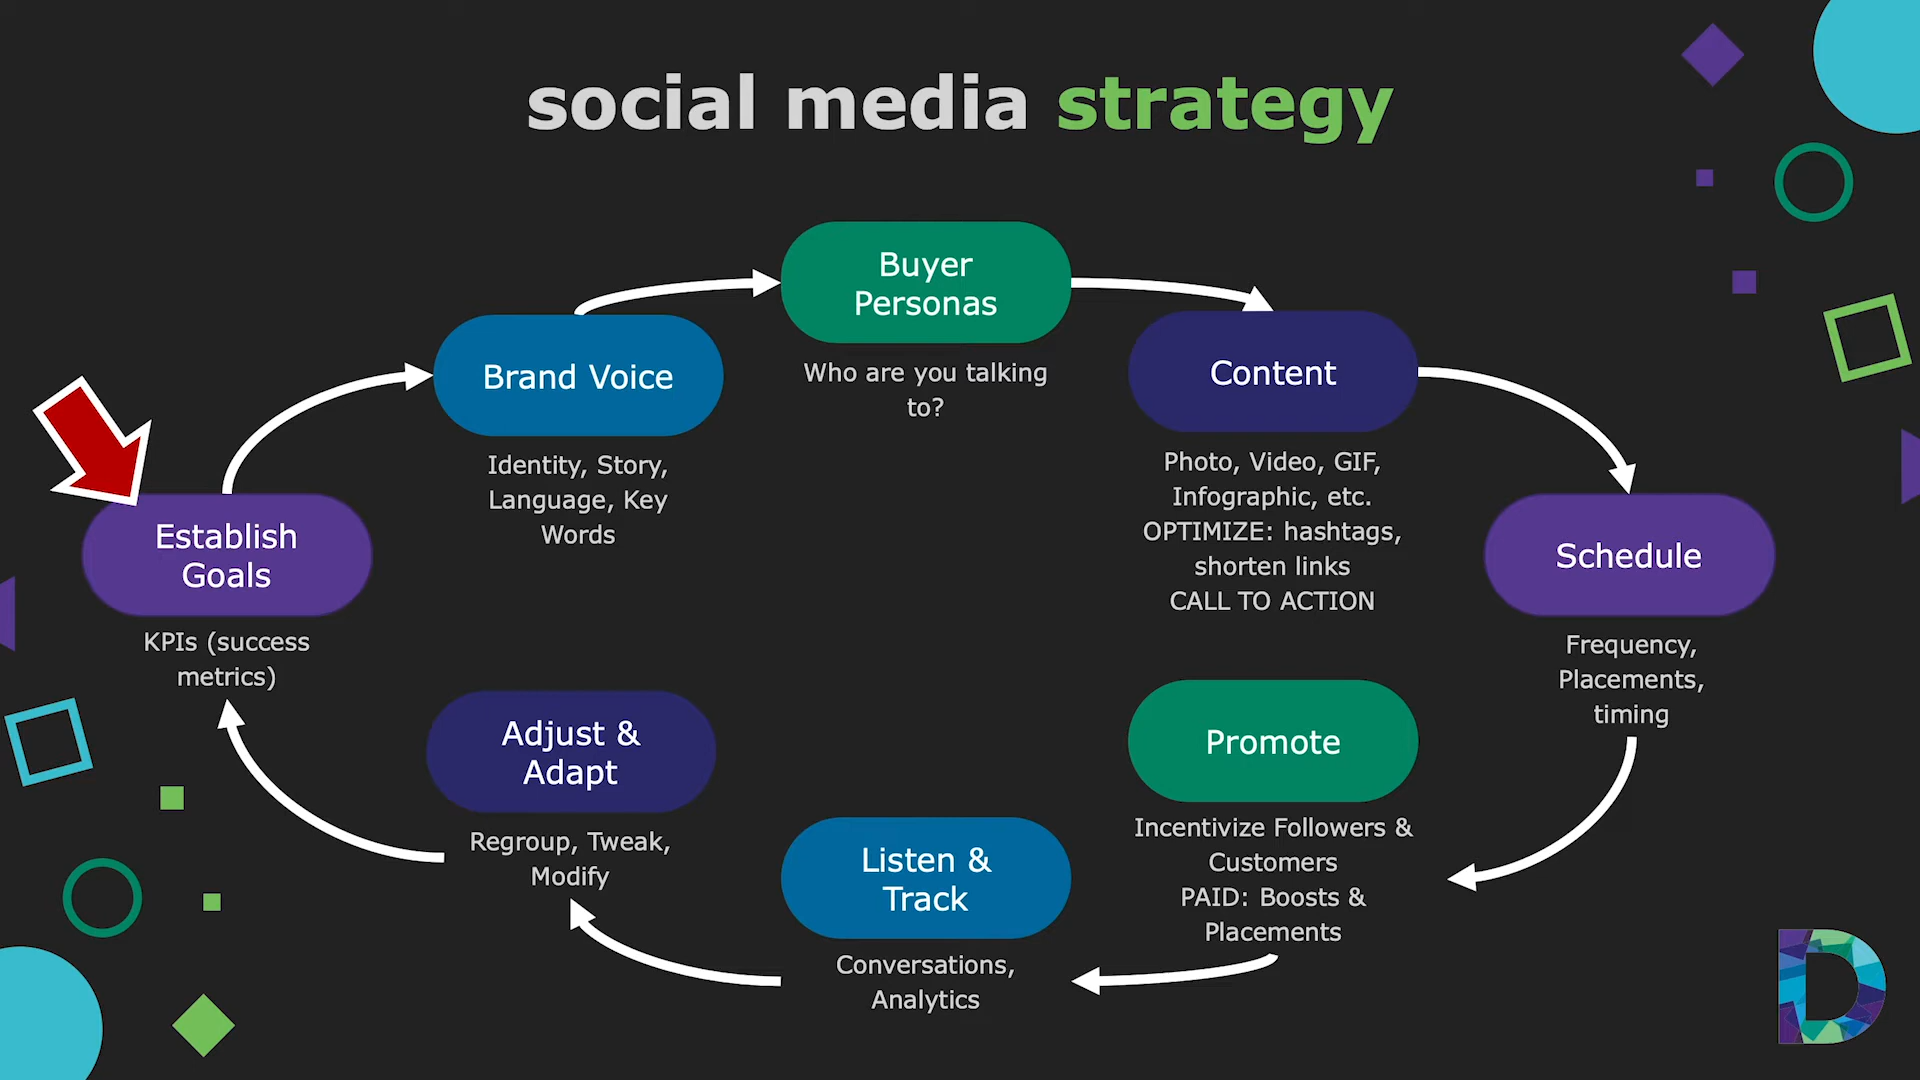 social media strategy
Buyer
Personas
Who are you talking
to?
Brand Voice
Identity, Story,
Language, Key
Words
Content
Photo, Video, GIF,
Infographic, etc.
OPTIMIZE: hashtags,
shorten links
CALL TO ACTION
Establish
Goals
KPIs (success
metrics)
Schedule
Frequency,
Placements,
timing
Adjust &
Adapt
Regroup, Tweak,
Modify
Promote
Incentivize Followers &
Customers
PAID: Boosts &
Placements
Listen &
Track
Conversations,
Analytics
D